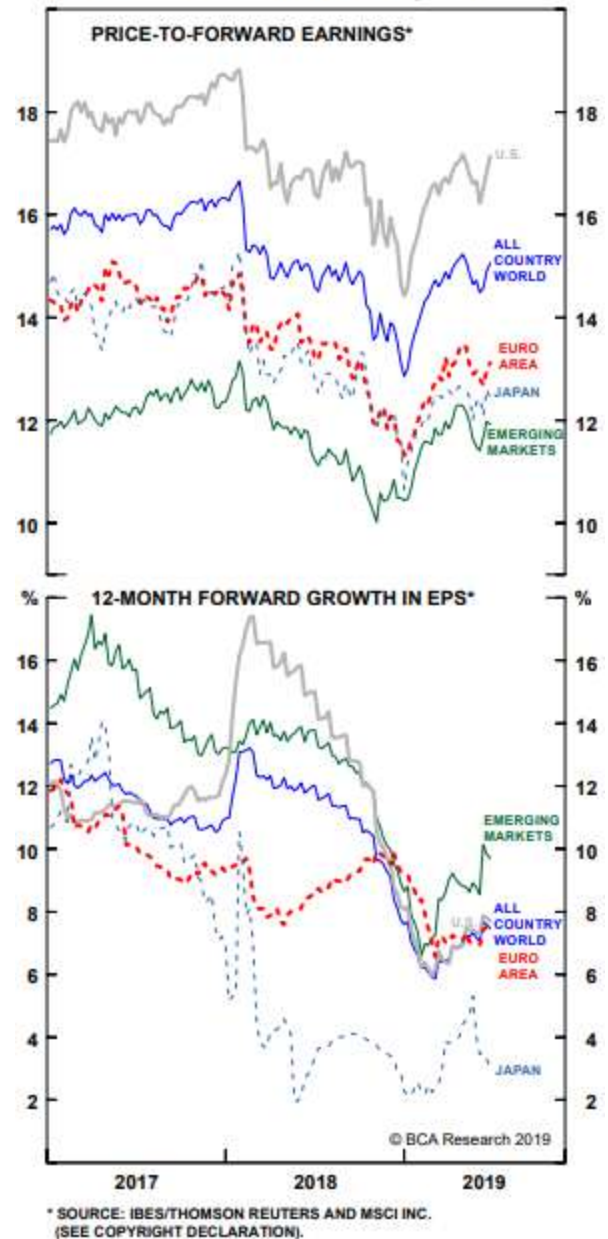 PRICE-TO-FORWARD EARNINGS*
18 18
U.S.
16 16
ALL
COUNTRY
WORLD
14 14
EURO
AREA
JAPAN
12 12
EMERGING
MARKETS
10 10
% 12-MONTH FORWARD GROWTH IN EPS* %
16 16
14 14
12 12
EMERGING
MARKETS
10 10
ALL
8 U.S. COUNTRY 8
WORLD
EURO
6 AREA 6
4 4
JAPAN
2 2
© BCA Research 2019
2017 2018 2019
* SOURCE: IBES/THOMSON REUTERS AND MSCI INC.
(SEE COPYRIGHT DECLARATION).